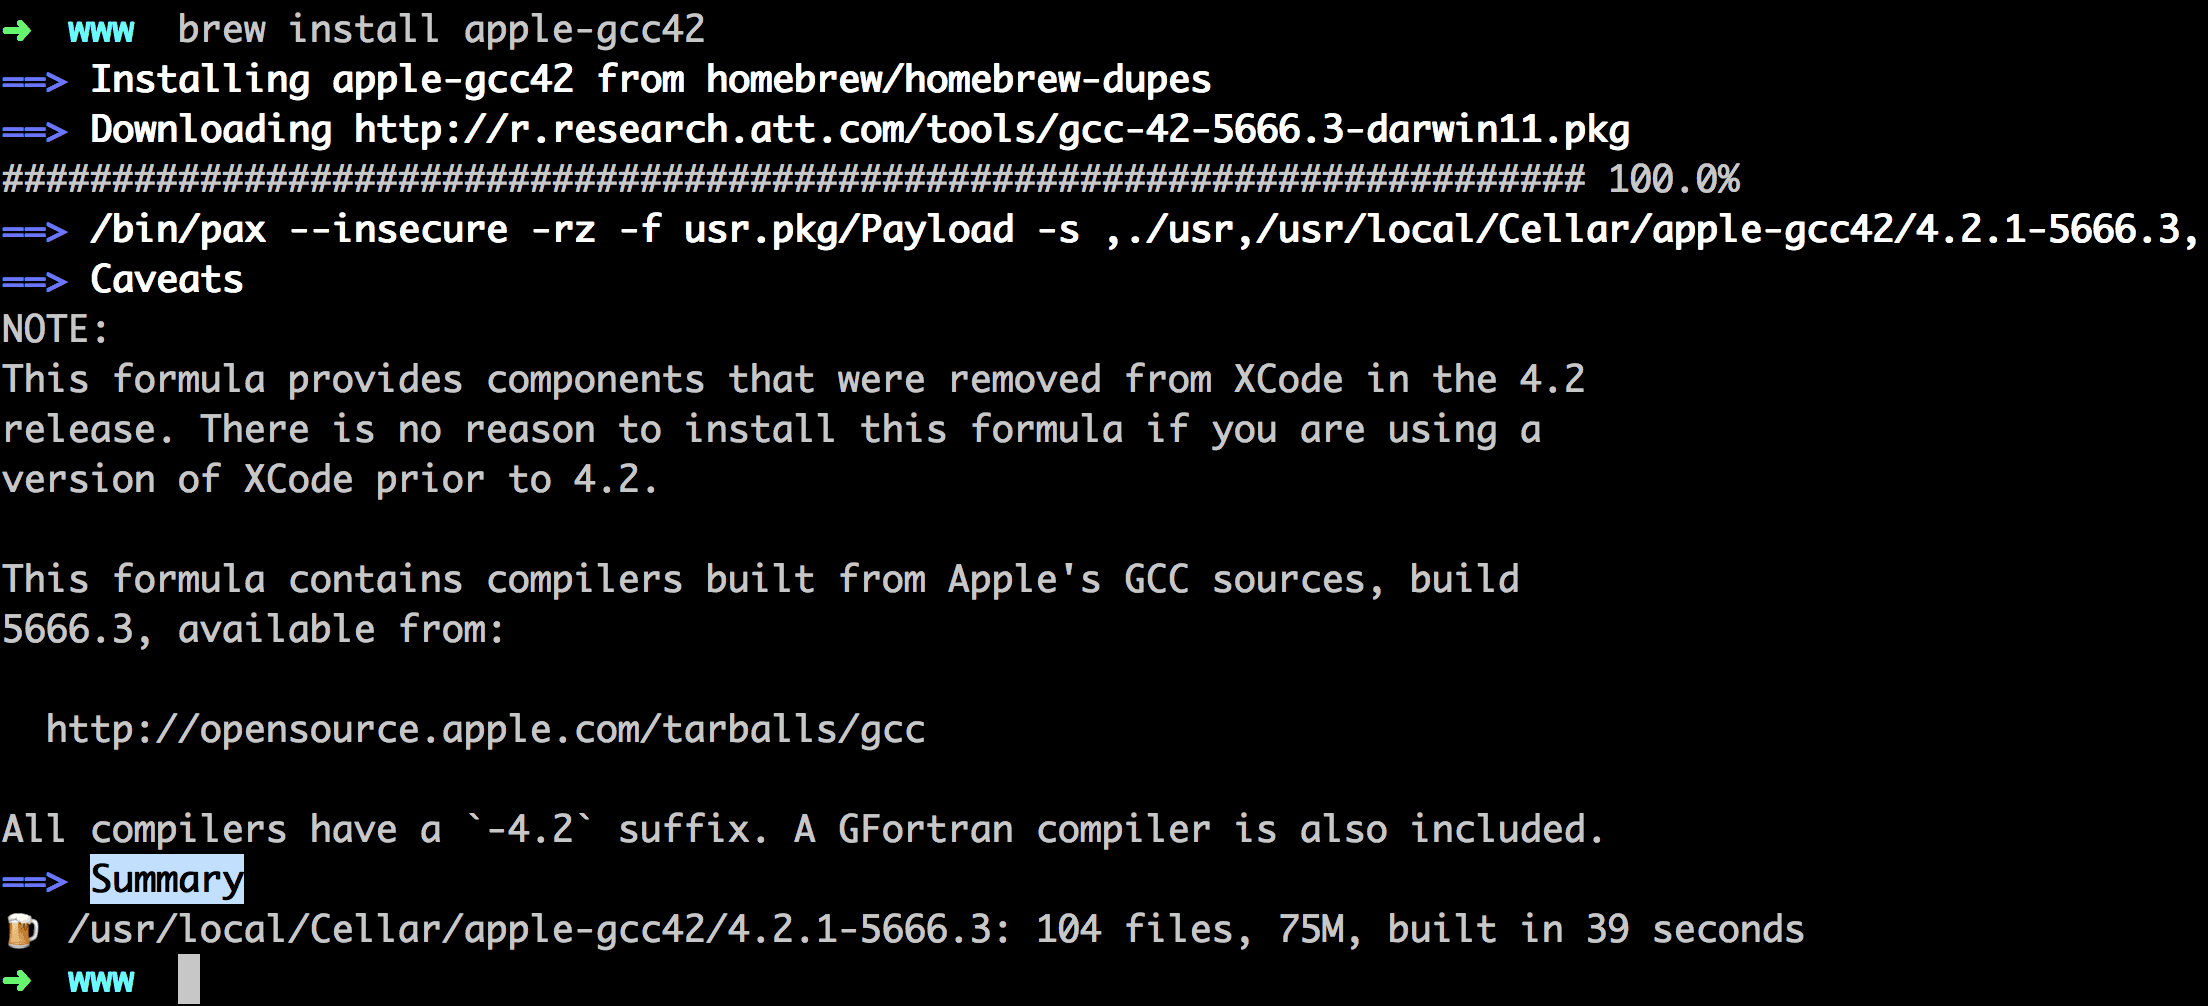 ➜  www  brew install apple-gcc42
==> Installing apple-gcc42 from homebrew/homebrew-dupes
==> Downloading http://r.research.att.com/tools/gcc-42-5666.3-darwin11.pkg
######################################################################## 100.0%
==> /bin/pax --insecure -rz -f usr.pkg/Payload -s ,./usr,/usr/local/Cellar/apple-gcc42/4.2.1-5666.3,
==> Caveats
NOTE:
This formula provides components that were removed from XCode in the 4.2
release. There is no reason to install this formula if you are using a
version of XCode prior to 4.2.

This formula contains compilers built from Apple's GCC sources, build
5666.3, available from:

  http://opensource.apple.com/tarballs/gcc

All compilers have a `-4.2` suffix. A GFortran compiler is also included.
==> Summary
🍺  /usr/local/Cellar/apple-gcc42/4.2.1-5666.3: 104 files, 75M, built in 39 seconds
➜  www